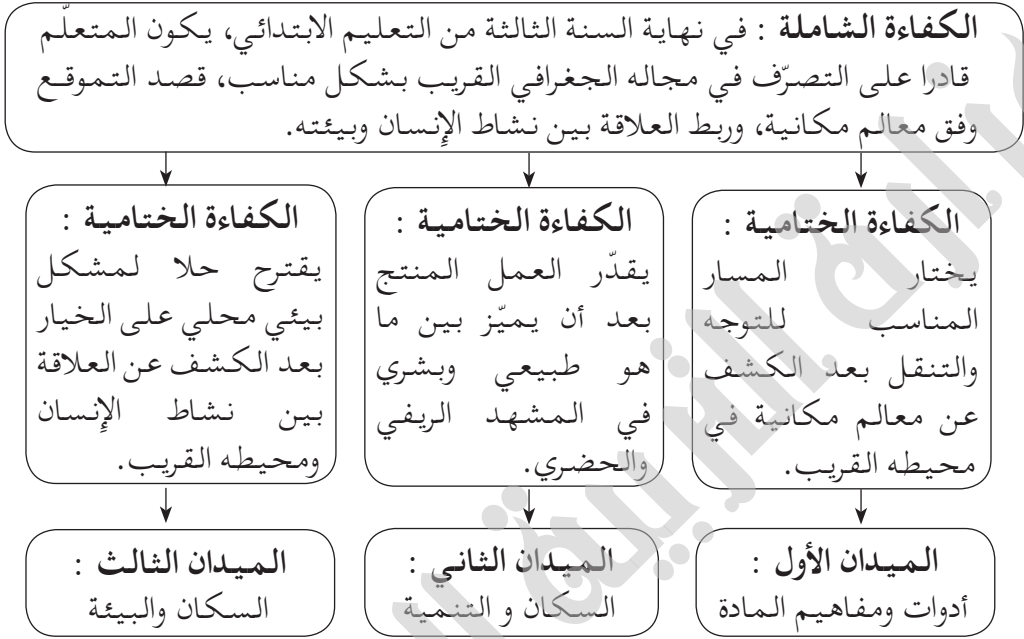 الكفاءة الشاملة : في نهاية السنة الثالثة من التعليم الابتدائي، يكون المتعلّم
قادرا على التصرّف في مجاله الجغرافي القريب بشكل مناسب، قصد التموقع
وفق معالم مكانية، وربط العلاقة بين نشاط الإنسان وبيئته.
الكفاءة الختامية :
يختار المسار
المناسب للتوجه
والتنقل بعد الكشف
عن معالم مكانية في
محيطه القريب.
الكفاءة الختامية :
يقدّر العمل المنتج
بعد أن يميّز بين ما
هو طبيعي وبشري
في المشهد الريفي
والحضري.
الكفاءة الختامية :
يقترح حلا لمشكل
بيئي محلي على الخيار
بعد الكشف عن العلاقة
بين نشاط الإنسان
ومحيطه القريب.
الميدان الأول :
أدوات ومفاهيم المادة
الميدان الثاني :
السكان و التنمية
الميدان الثالث :
السكان والبيئة